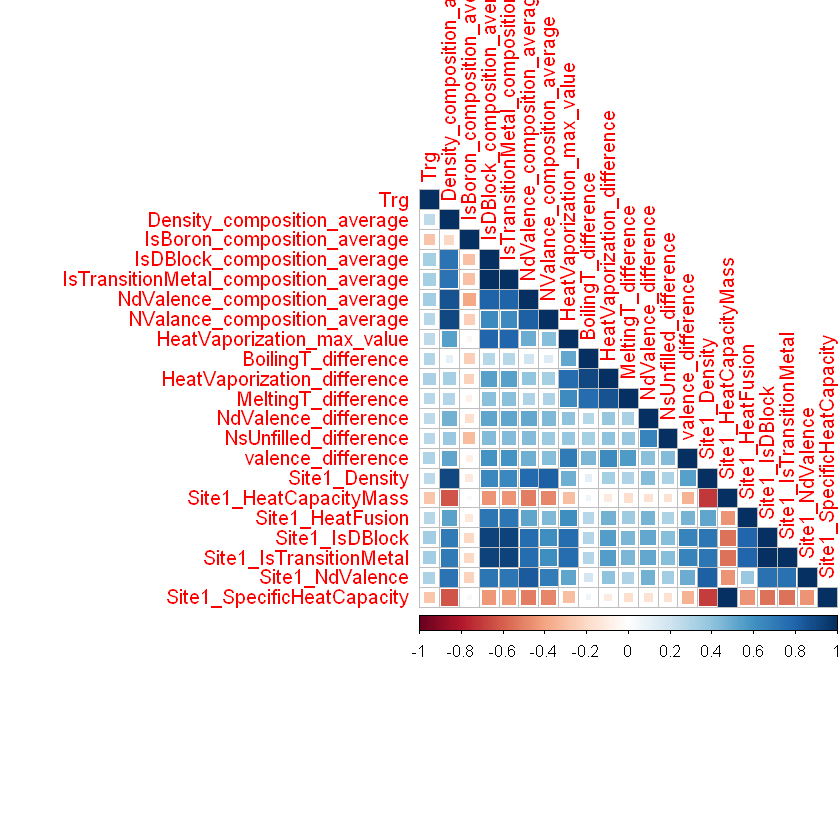 Trg
Density_composition_a
IsBoron_composition_ave
IsDBlock_composition_aver
IsTransitionMetal_composition
NdValence_composition_average
NValance_composition_average
HeatVaporization_max_value
BoilingT_difference
HeatVaporization_difference
MeltingT_difference
NdValence_difference
NsUnfilled_difference
valence_difference
Site1_Density
Site1_HeatCapacityMass
Site1_HeatFusion
Site1_IsDBlock
Site1_IsTransitionMetal
Site1_NdValence
Site1_SpecificHeatCapacity
Trg
Density_composition_average
IsBoron_composition_average
IsDBlock_composition_average
IsTransitionMetal_composition_average
NdValence_composition_average
NValance_composition_average
HeatVaporization_max_value
BoilingT_difference
HeatVaporization_difference
MeltingT_difference
NdValence_difference
NsUnfilled_difference
valence_difference
Site1_Density
Site1_HeatCapacityMass
Site1_HeatFusion
Site1_IsDBlock
Site1_IsTransitionMetal
Site1_NdValence
Site1_SpecificHeatCapacity
-1 -0.8 -0.6 -0.4 -0.2 0 0.2 0.4 0.6 0.8 1